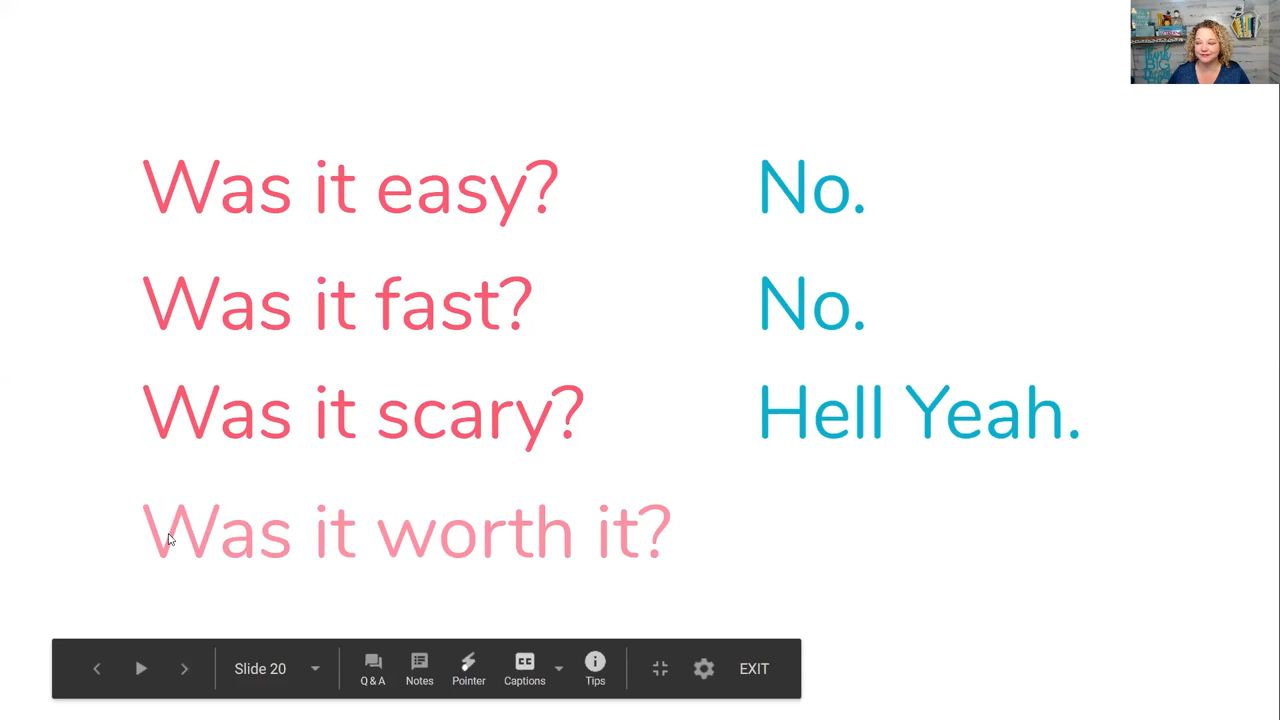 Was it easy? No.
Was it fast? No.
Was it scary? Hell Yeah.
Was it worth it?
Slide 20
Q & A Notes Pointer Captions Tips EXIT